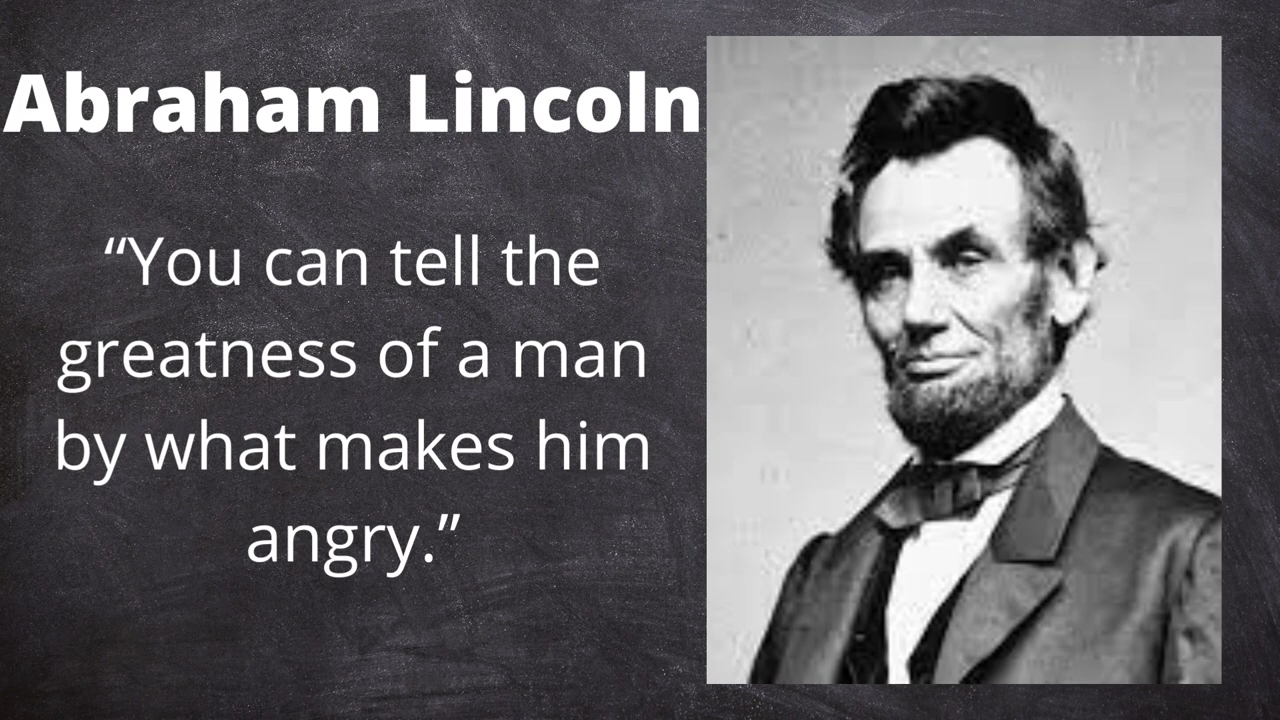 Abraham Lincoln
“You can tell the
greatness of a man
by what makes him
angry.”